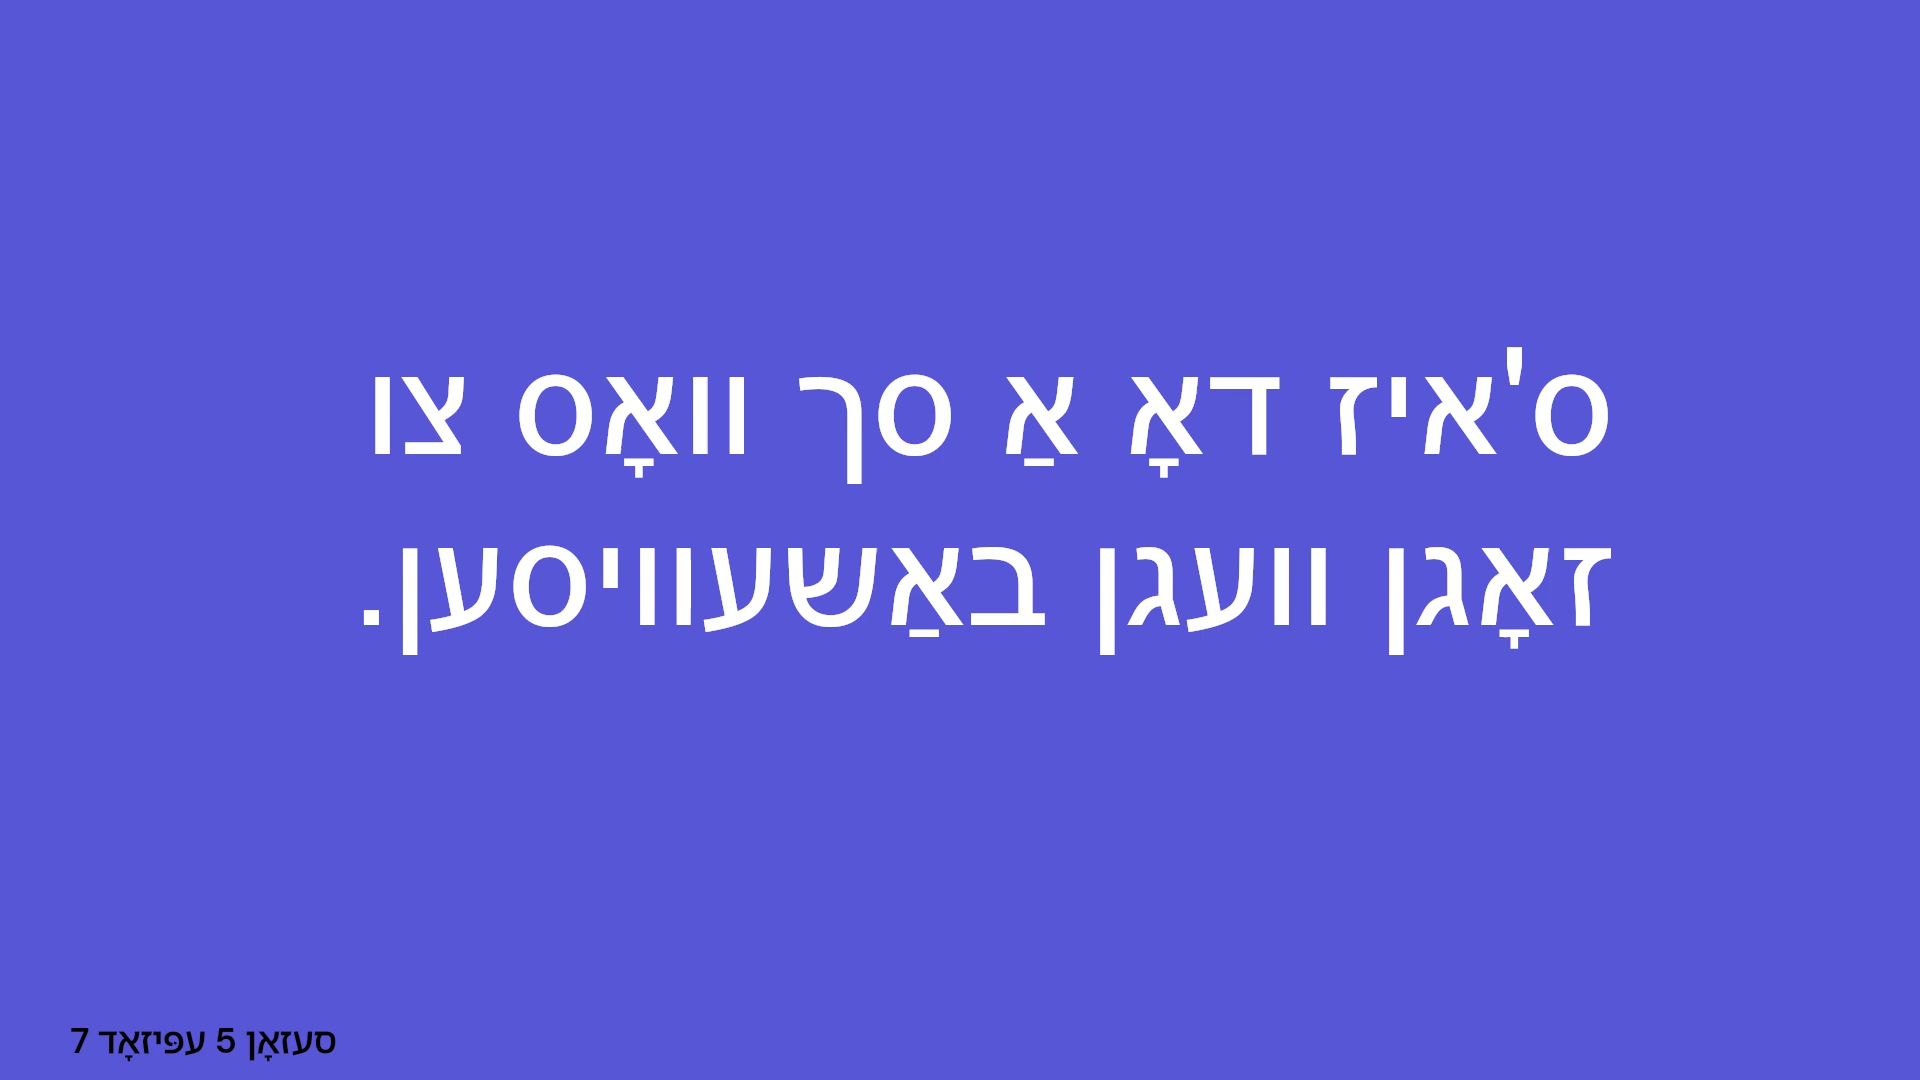 ס'איז דאָ אַ סך וואָס צו
זאָגן וועגן באַשעוויסען.
סעזאָן 5 עפּיזאָד 7